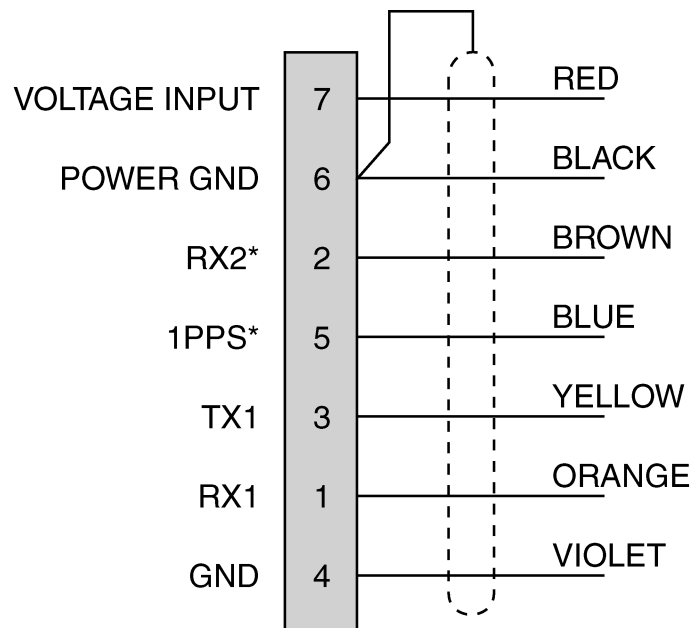 VOLTAGE INPUT 7 RED
POWER GND 6 BLACK
RX2* 2 BROWN
1PPS* 5 BLUE
TX1 3 YELLOW
RX1 1 ORANGE
GND 4 VIOLET